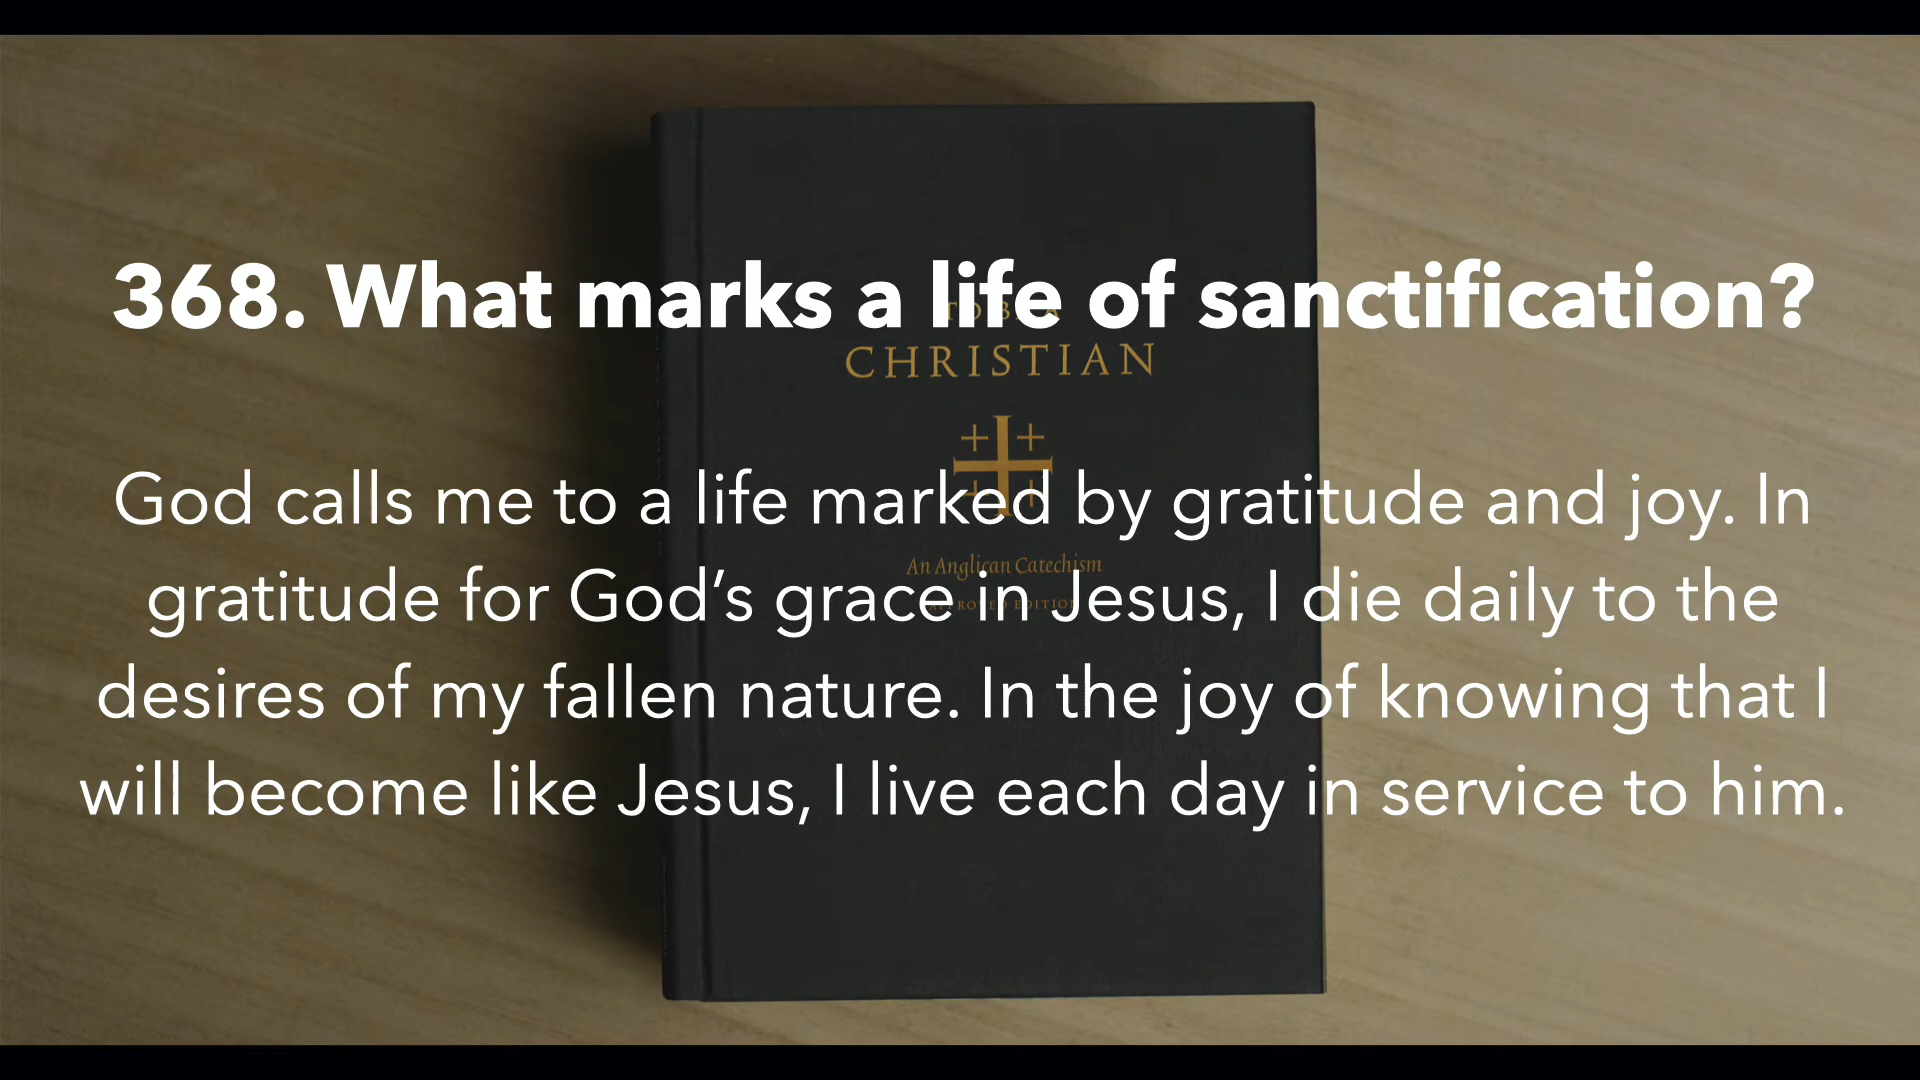 368. What marks a life of sanctification?
CHRISTIAN
God calls me to a life marked by gratitude and joy. In
An Anglican Catechism
gratitude for God’s grace in Jesus, I die daily to the
desires of my fallen nature. In the joy of knowing that I
will become like Jesus, I live each day in service to him.